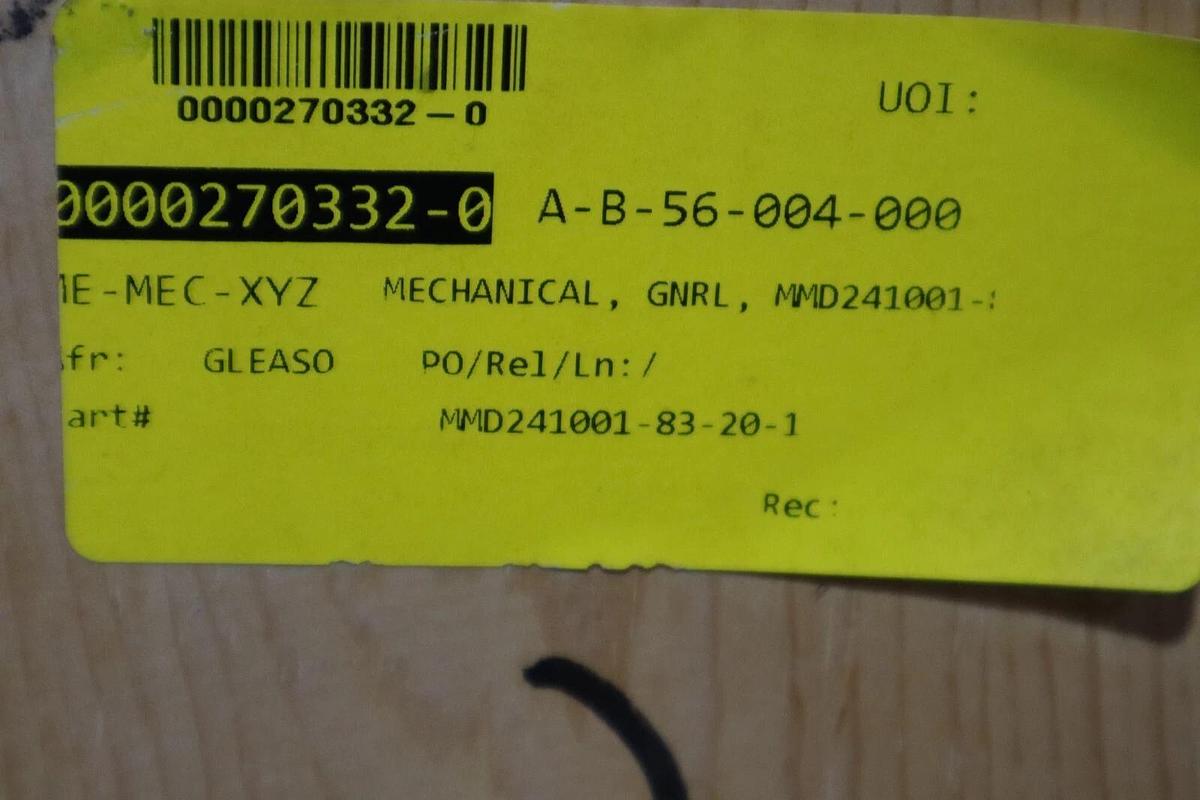 0000270332-0
UOI:
0000270332-0 A-B-56-004-000
ME-MEC-XYZ MECHANICAL, GNRL, MMD241001-
fr: GLEASO PO/Rel/Ln:/
art# MMD241001-83-20-1
Rec: